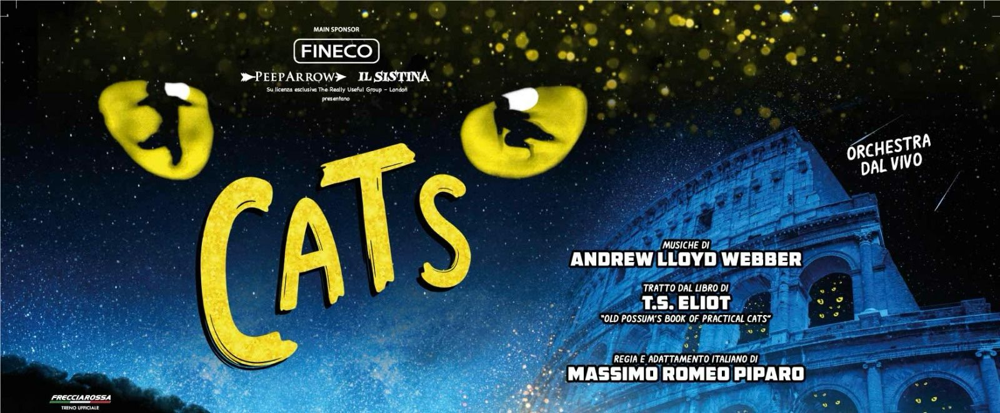 MAIN SPONSOR
FINECO
PEEPARROW IL SISTINA
Su licenza esclusiva The Really Useful Group - London
presentano
CATS
ORCHESTRA
DAL VIVO
MUSICHE DI
ANDREW LLOYD WEBBER
TRATTO DAL LIBRO DI
T.S. ELIOT
"OLD POSSUM'S BOOK OF PRACTICAL CATS"
REGIA E ADATTAMENTO ITALIANO DI
MASSIMO ROMEO PIPARO
FRECCIAROSSA
TRENO UFFICIALE